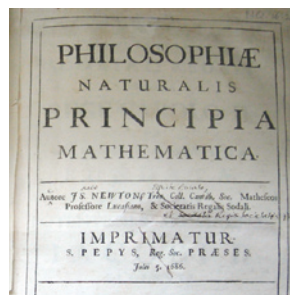 PHILOSOPHIÆ
NATURALIS
PRINCIPIA
MATHEMATICA.
Autore JS. NEWTON, Trin. Coll. Cantab. Soc. Matheseos
Professore Lucasiano, & Societatis Regalis Sodali.
IMPRIMATUR.
S. PEPYS, Reg. Soc. PRÆSES.
Julii 5. 1686.